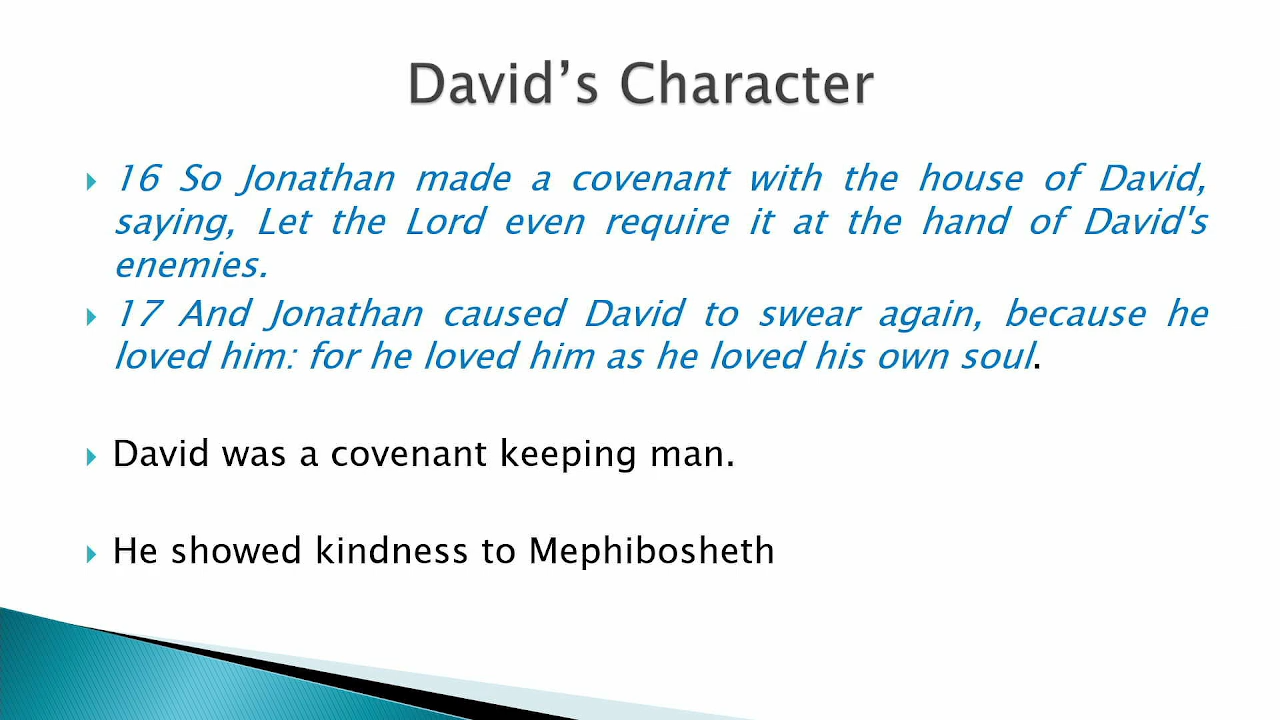 David’s Character
16 So Jonathan made a covenant with the house of David,
saying, Let the Lord even require it at the hand of David's
enemies.
17 And Jonathan caused David to swear again, because he
loved him: for he loved him as he loved his own soul.
David was a covenant keeping man.
He showed kindness to Mephibosheth